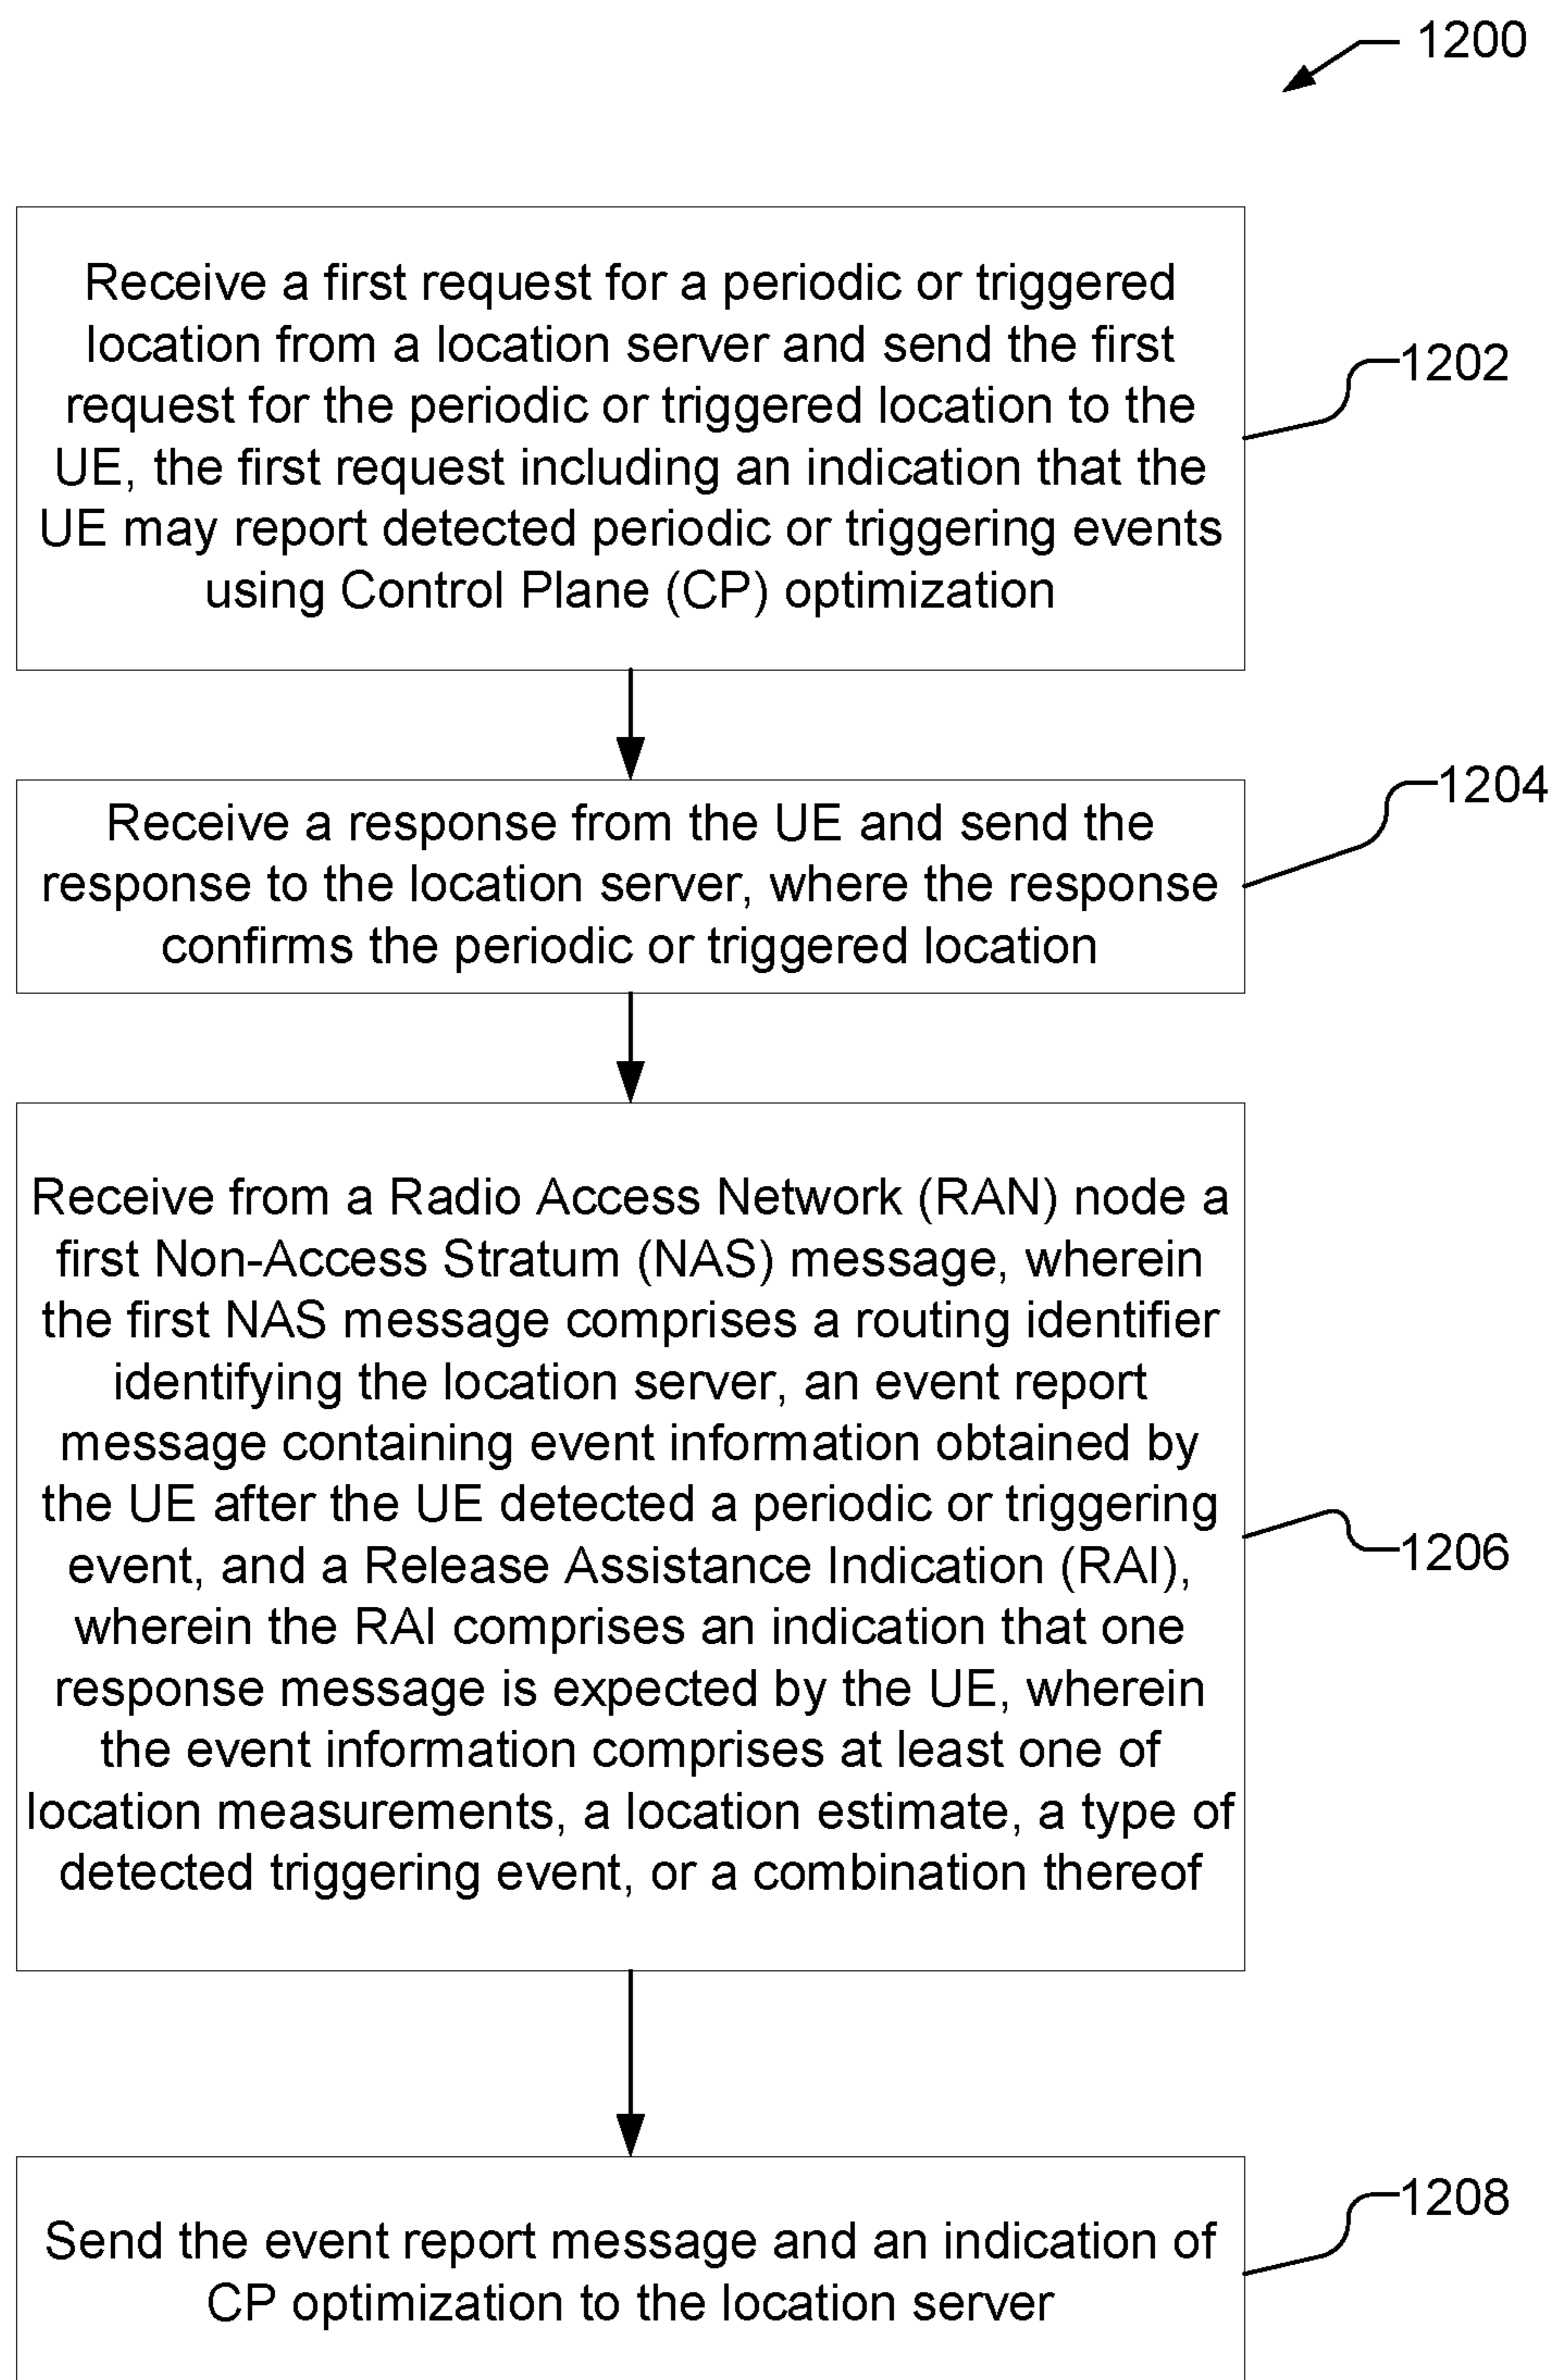 1200
Receive a first request for a periodic or triggered
location from a location server and send the first
request for the periodic or triggered location to the
UE, the first request including an indication that the
UE may report detected periodic or triggering events
using Control Plane (CP) optimization
1202
Receive a response from the UE and send the
response to the location server, where the response
confirms the periodic or triggered location
1204
Receive from a Radio Access Network (RAN) node a
first Non-Access Stratum (NAS) message, wherein
the first NAS message comprises a routing identifier
identifying the location server, an event report
message containing event information obtained by
the UE after the UE detected a periodic or triggering
event, and a Release Assistance Indication (RAI),
wherein the RAI comprises an indication that one
response message is expected by the UE, wherein
the event information comprises at least one of
location measurements, a location estimate, a type of
detected triggering event, or a combination thereof
1206
Send the event report message and an indication of
CP optimization to the location server
1208